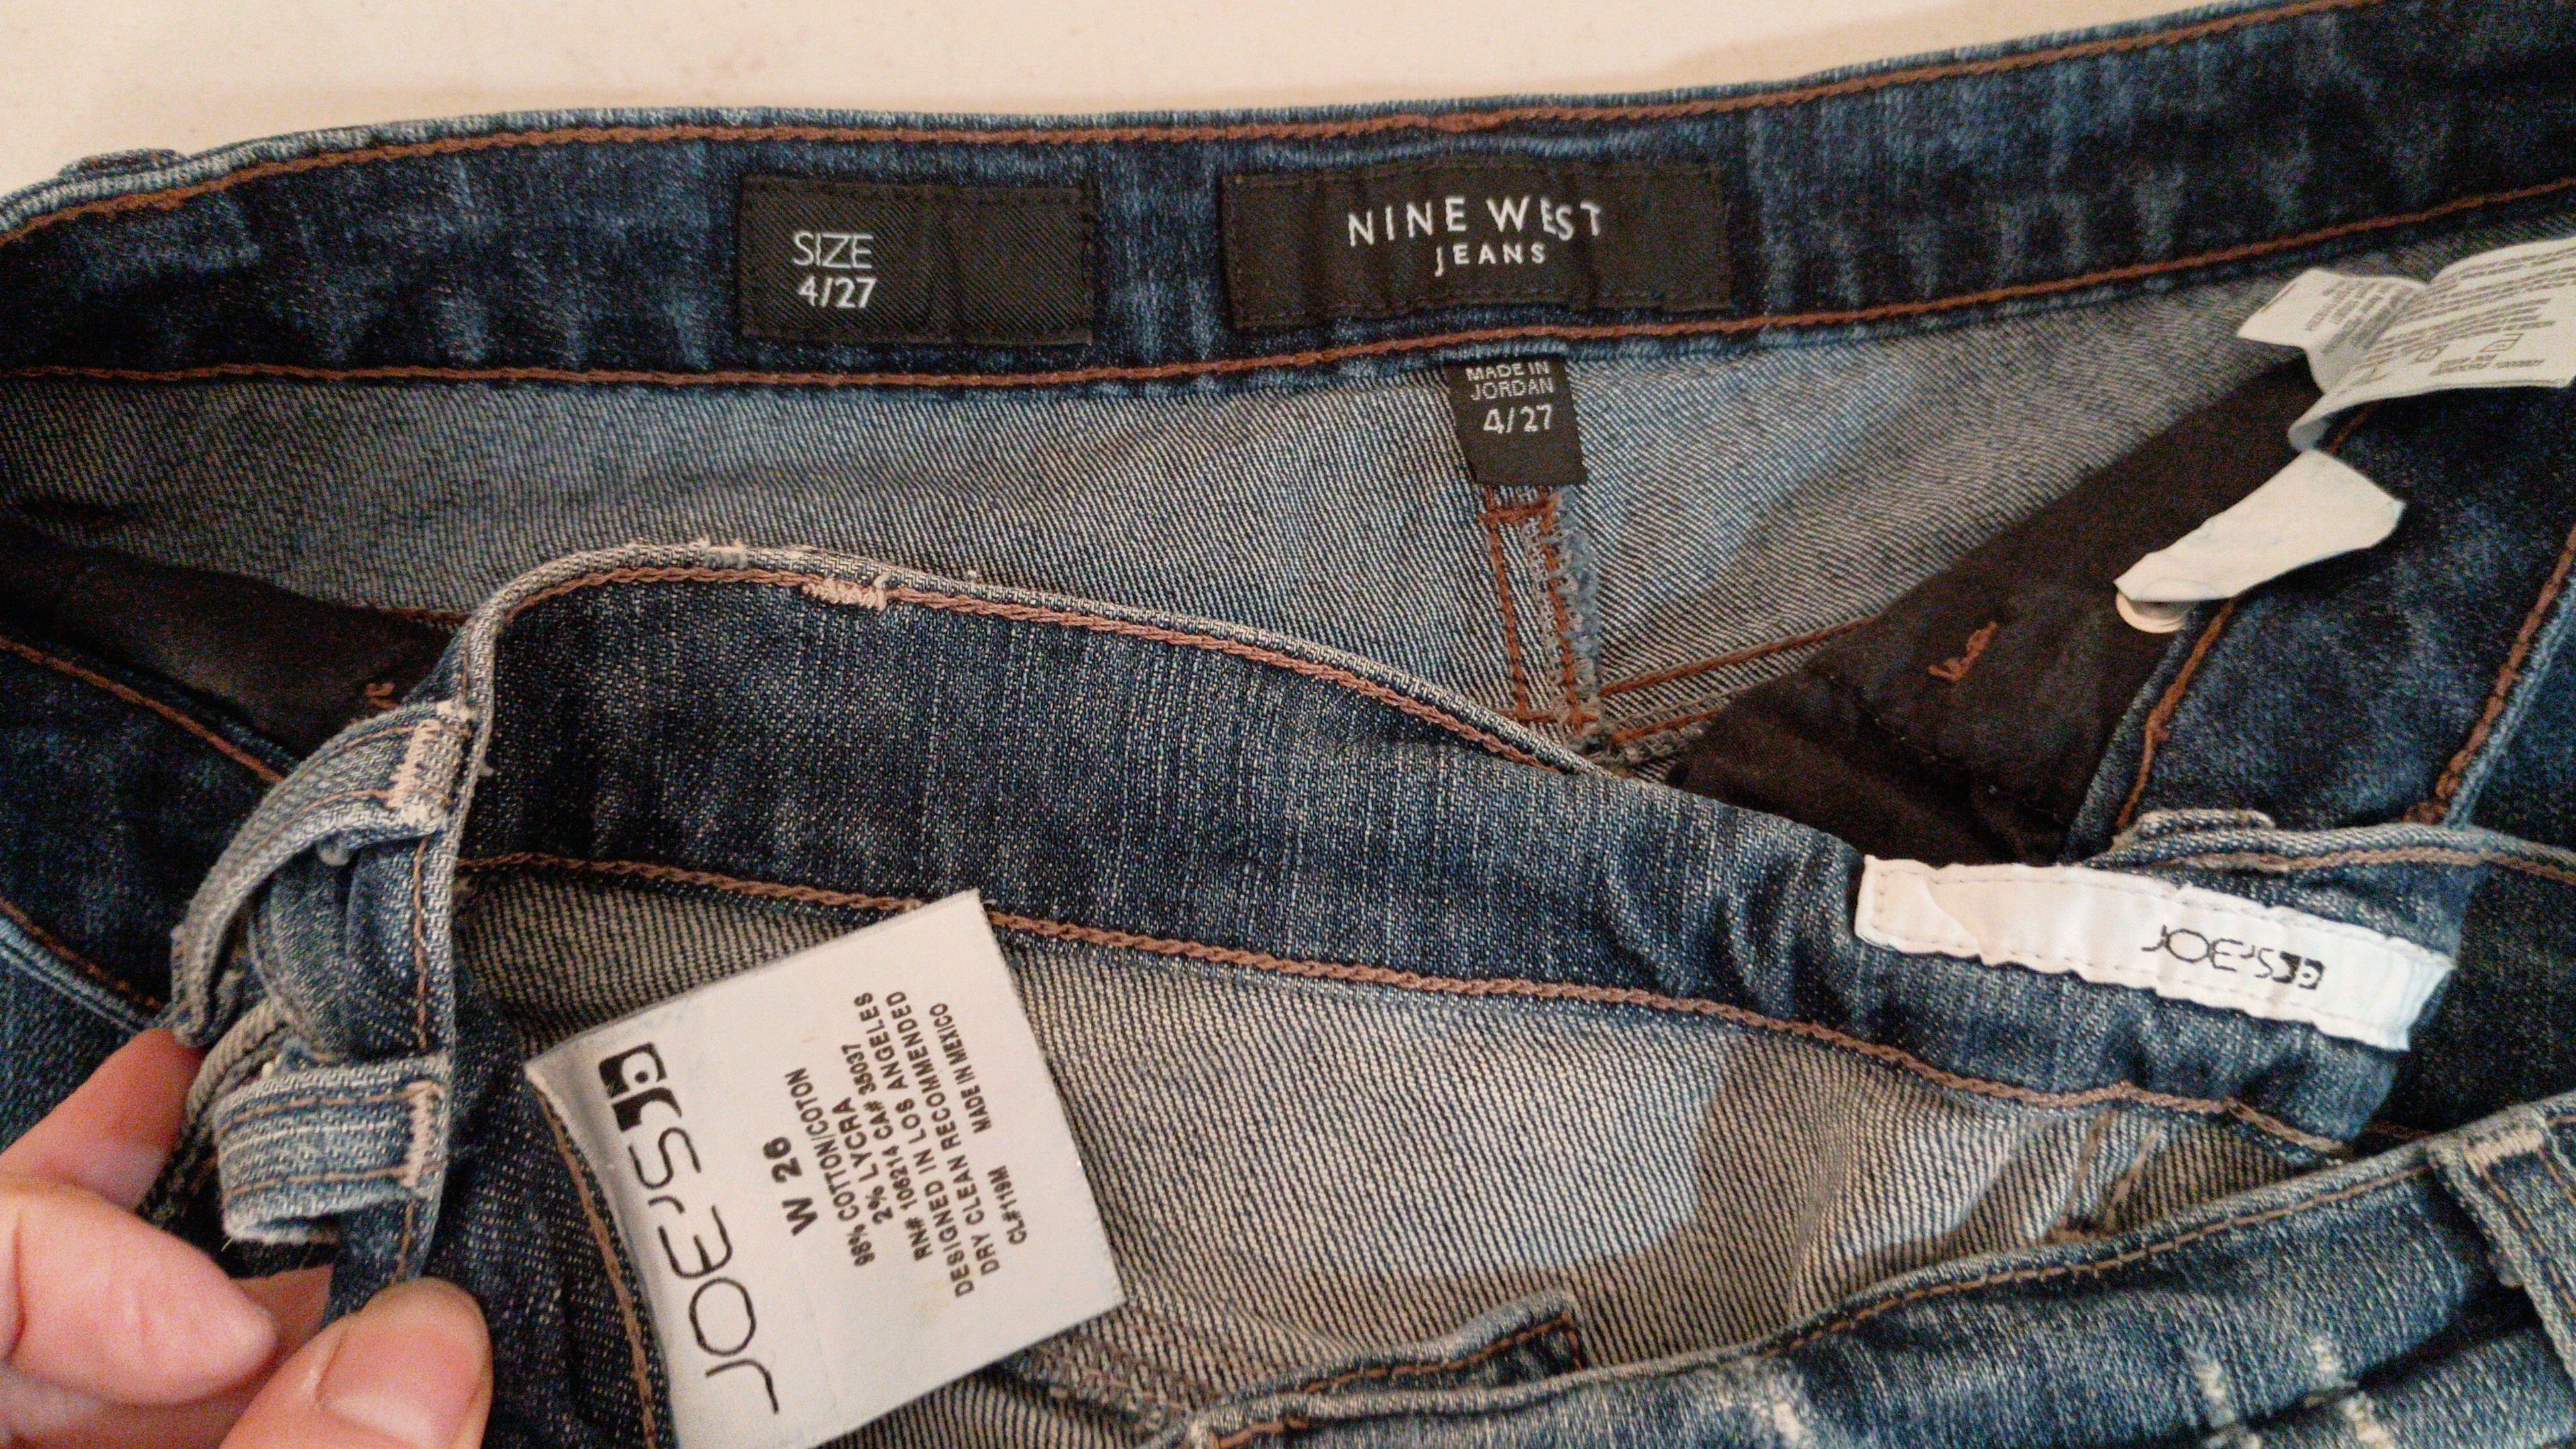 SIZE
4/27
NINE WEST
JEANS
MADE IN
JORDAN
4/27
JOE'S
JOE'S
W 26
98% COTTON/COTON
2% LYCRA
RN# 106214 CA# 35037
DESIGNED IN LOS ANGELES
DRY CLEAN RECOMMENDED
CL#119M MADE IN MEXICO